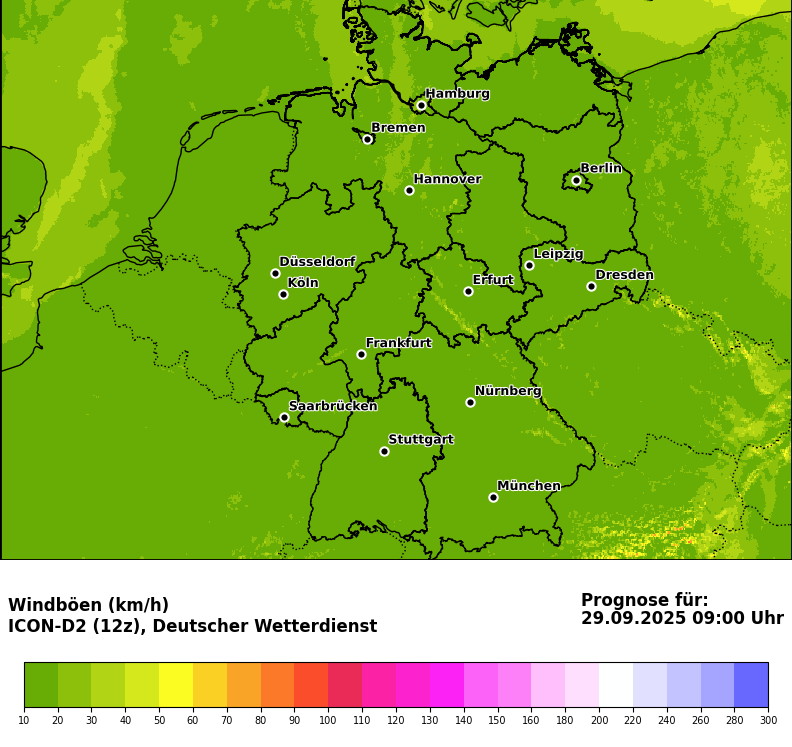 Hamburg
Bremen
Berlin
Hannover
Leipzig
Düsseldorf
Dresden
Köln
Erfurt
Frankfurt
Nürnberg
Saarbrücken
Stuttgart
München
Windböen (km/h)
ICON-D2 (12z), Deutscher Wetterdienst
Prognose für:
29.09.2025 09:00 Uhr
10 20 30 40 50 60 70 80 90 100 110 120 130 140 150 160 180 200 220 240 260 280 300